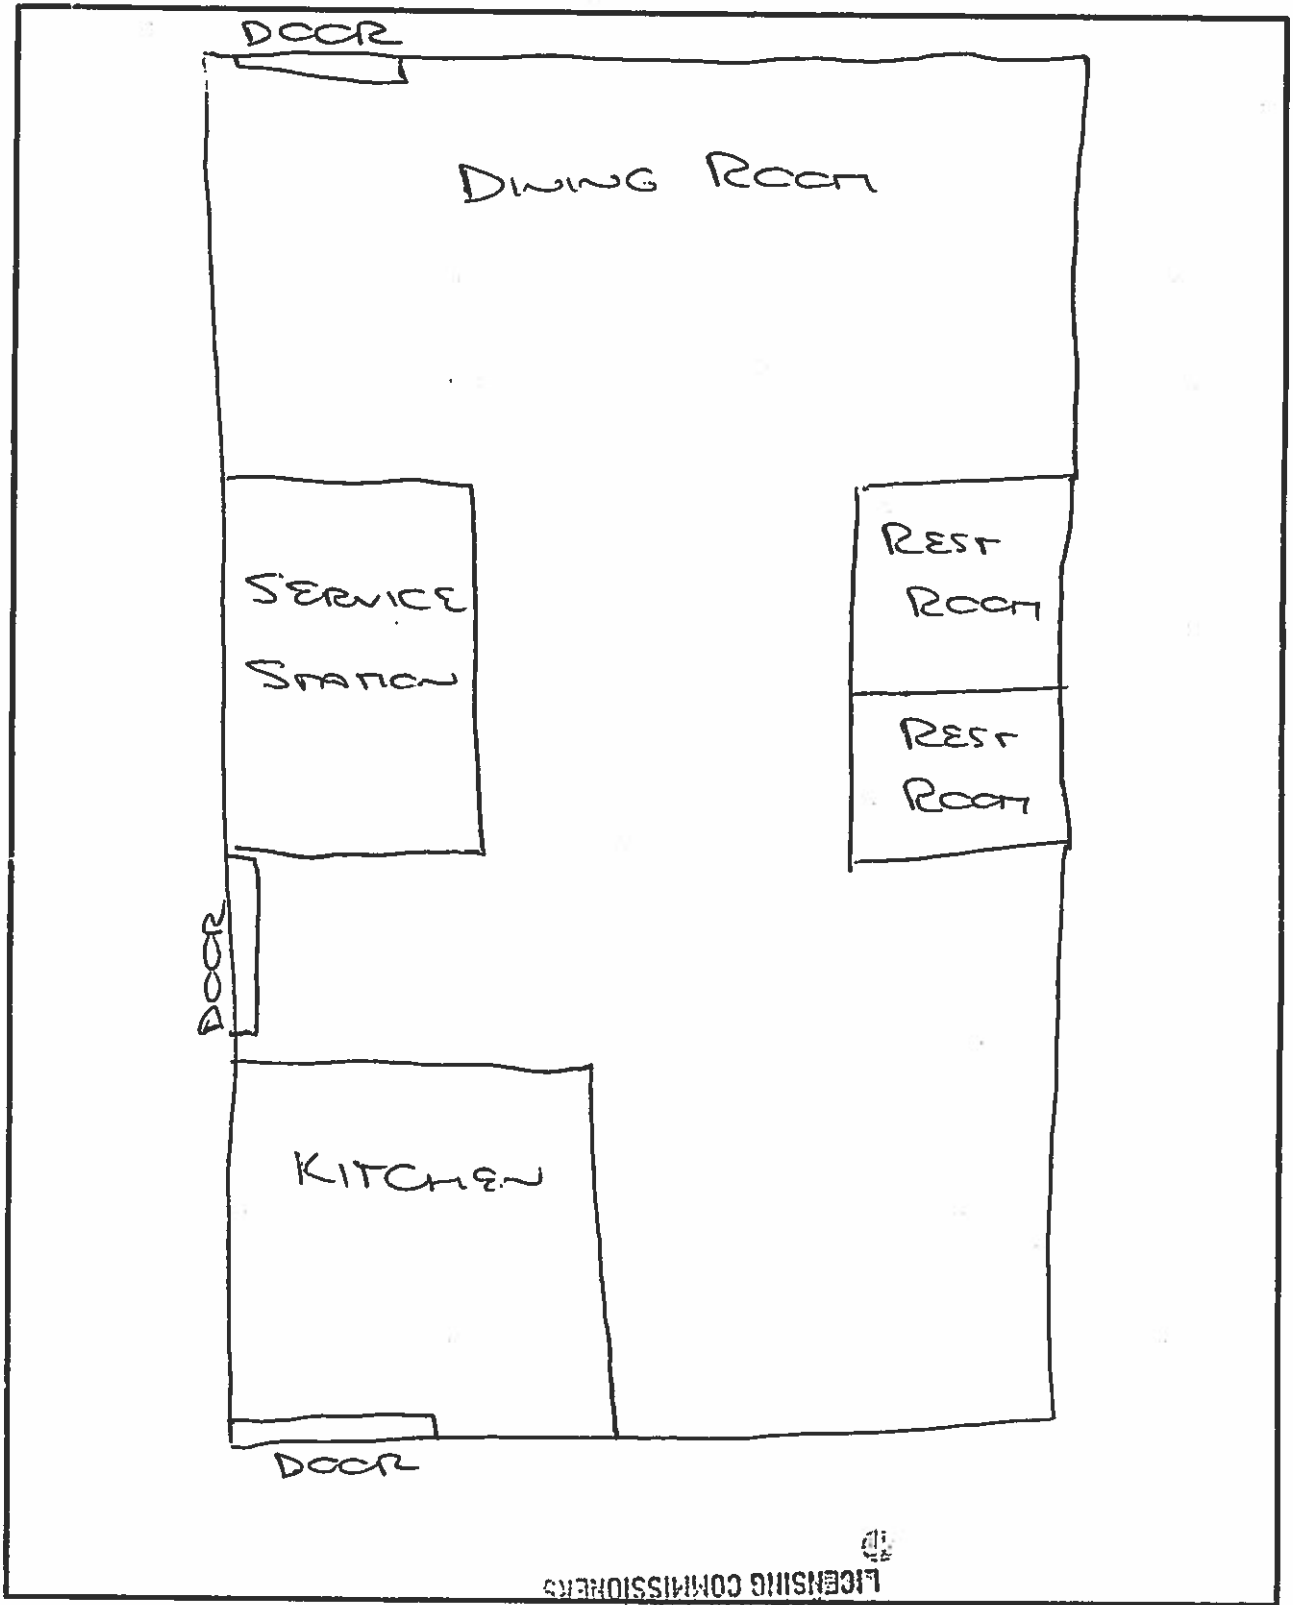 DOOR
DINING ROOM
SERVICE
STATION
REST
ROOM
REST
ROOM
DOOR
KITCHEN
DOOR
LICENSING COMMISSIONERS